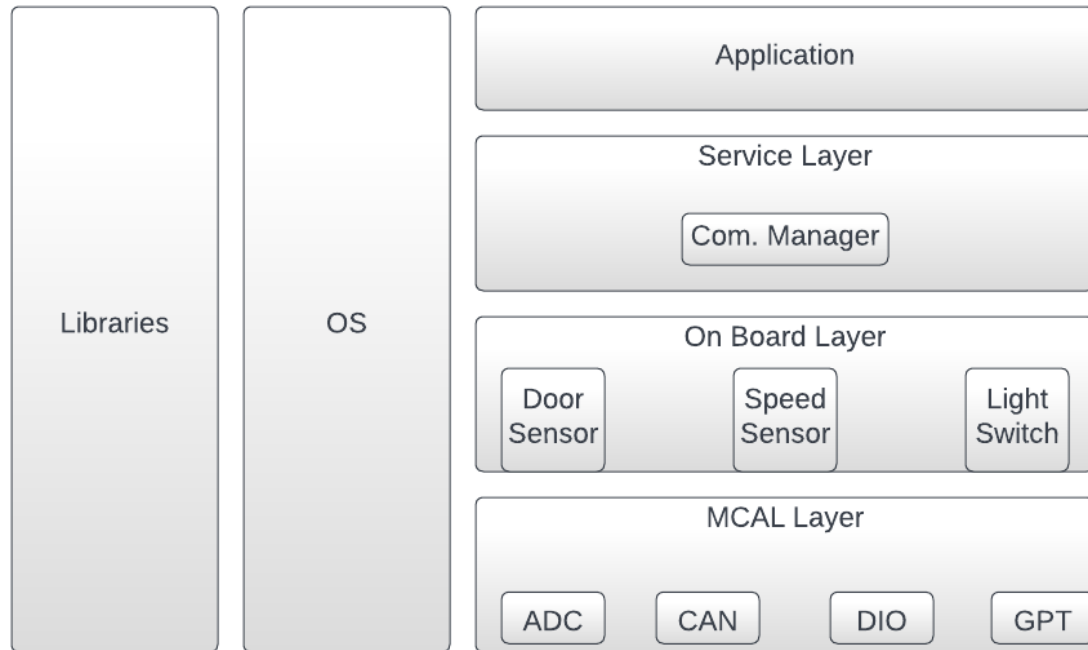 Libraries
OS
Application
Service Layer
Com. Manager
On Board Layer
Door
Sensor
Speed
Sensor
Light
Switch
MCAL Layer
ADC
CAN
DIO
GPT